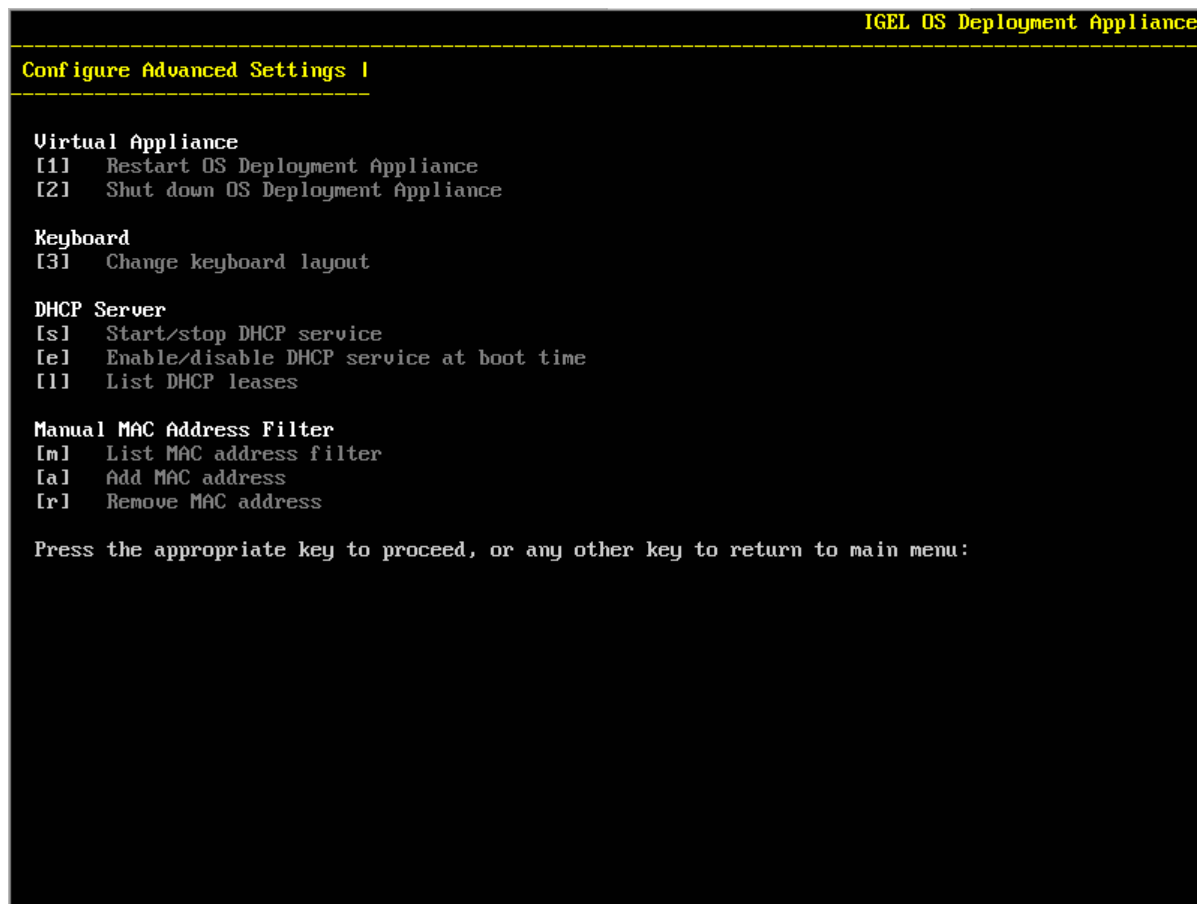 IGEL OS Deployment Appliance
Configure Advanced Settings |
Virtual Appliance
[1] Restart OS Deployment Appliance
[2] Shut down OS Deployment Appliance
Keyboard
[3] Change keyboard layout
DHCP Server
[s] Start/stop DHCP service
[e] Enable/disable DHCP service at boot time
[l] List DHCP leases
Manual MAC Address Filter
[m] List MAC address filter
[a] Add MAC address
[r] Remove MAC address
Press the appropriate key to proceed, or any other key to return to main menu: